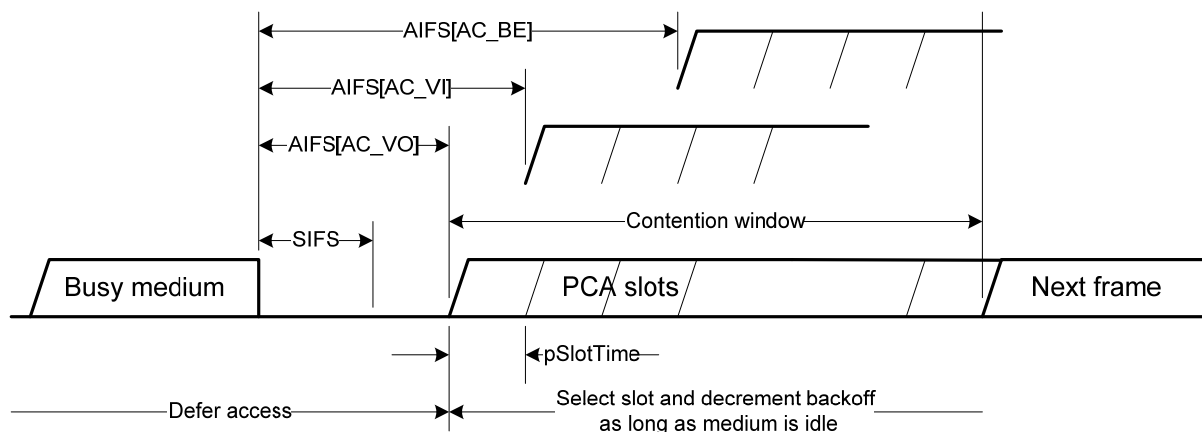 AIFS[AC_BE]
AIFS[AC_VI]
AIFS[AC_VO]
Contention window
SIFS
Busy medium
PCA slots
Next frame
pSlotTime
Defer access
Select slot and decrement backoff
as long as medium is idle